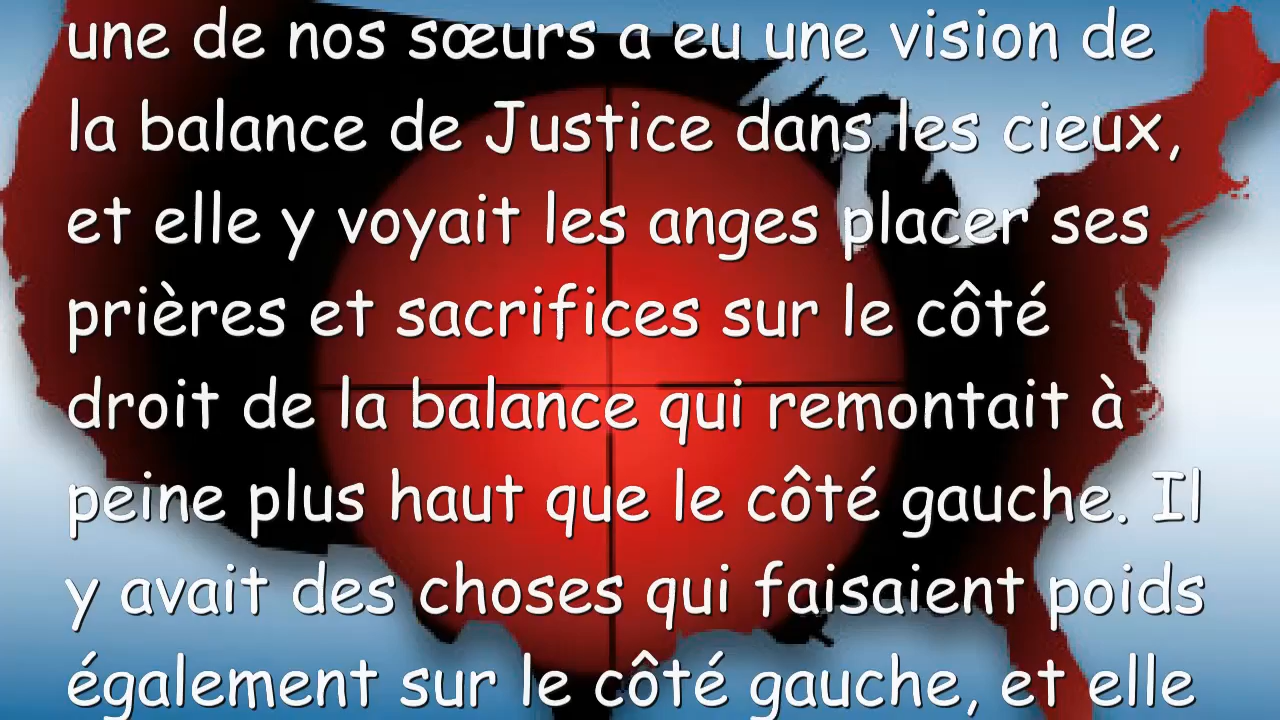 une de nos sœurs a eu une vision de
la balance de Justice dans les cieux,
et elle y voyait les anges placer ses
prières et sacrifices sur le côté
droit de la balance qui remontait à
peine plus haut que le côté gauche. Il
y avait des choses qui faisaient poids
également sur le côté gauche, et elle